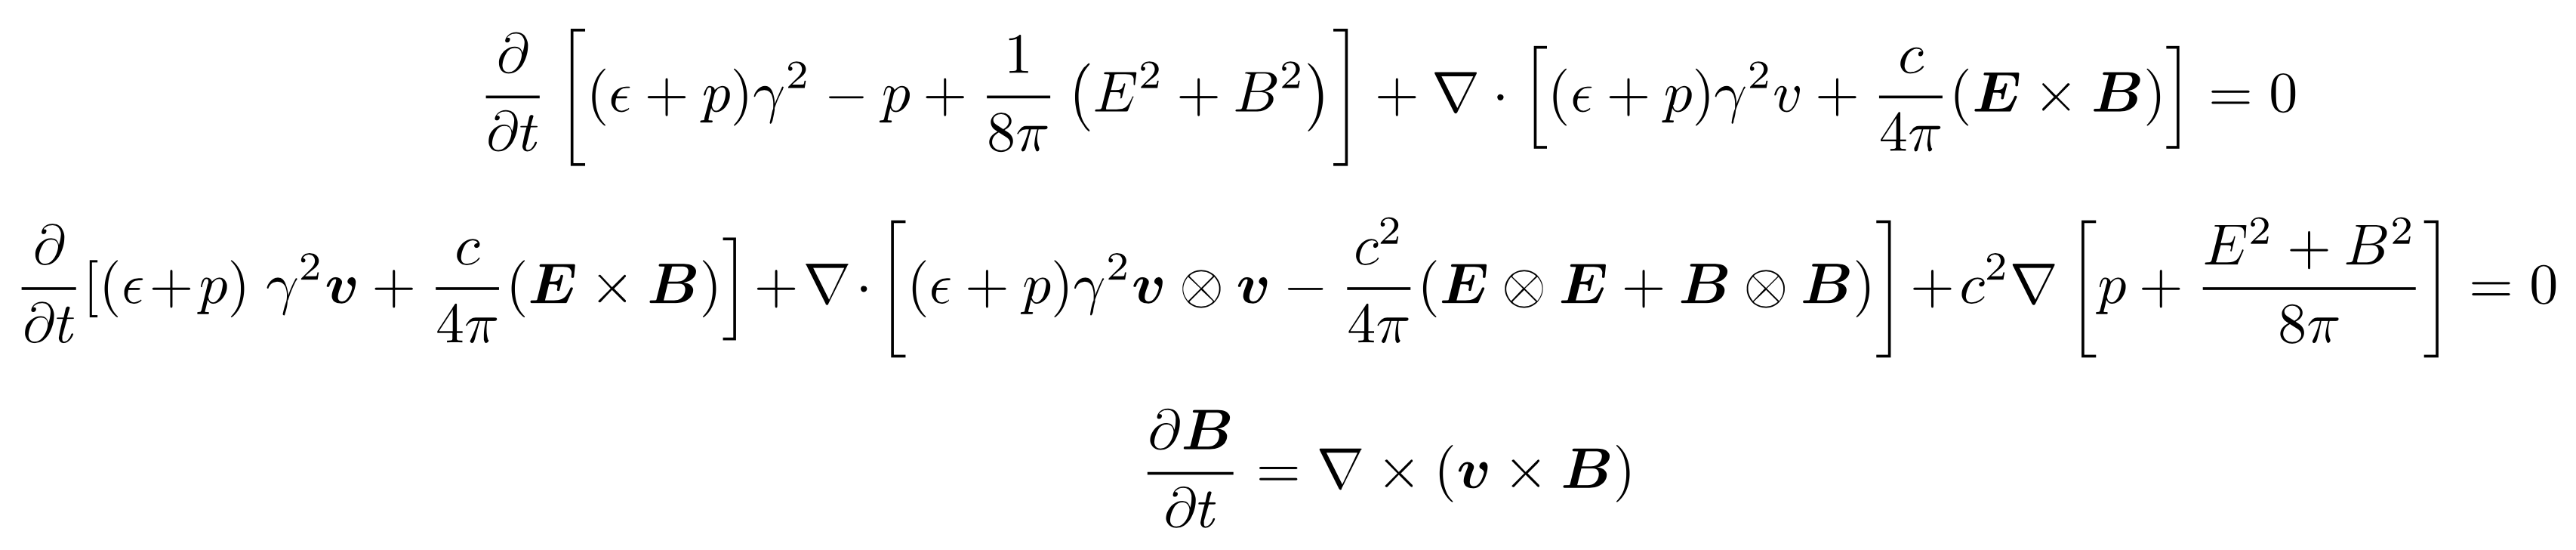 ∂/∂t [(ϵ + p)γ² − p + 1/8π (E² + B²)] + ∇ · [(ϵ + p)γ²v + c/4π (𝑬 × 𝑩)] = 0
∂/∂t [(ϵ+p) γ²𝒗 + c/4π (𝑬 × 𝑩)] + ∇ · [(ϵ + p)γ²𝒗 ⊗ 𝒗 − c²/4π (𝑬 ⊗ 𝑬 + 𝑩 ⊗ 𝑩)] + c²∇ [p + (E² + B²)/8π] = 0
∂𝑩/∂t = ∇ × (𝒗 × 𝑩)